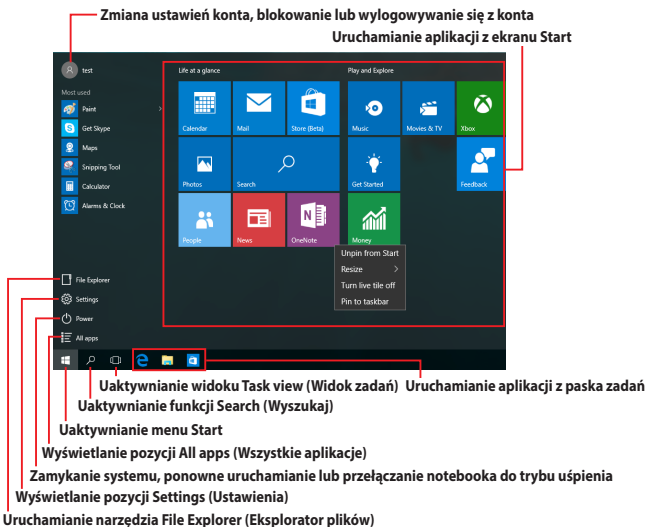 Zmiana ustawień konta, blokowanie lub wylogowywanie się z konta
Uruchamianie aplikacji z ekranu Start
test
Life at a glance
Play and Explore
Most used
Paint
Get Skype
Maps
Snipping Tool
Calculator
Alarms & Clock
Calendar
Mail
Store (Beta)
Music
Movies & TV
Xbox
Photos
Search
Get Started
Feedback
People
News
OneNote
Money
Unpin from Start
Resize
Turn live tile off
Pin to taskbar
File Explorer
Settings
Power
All apps
Uaktywnianie widoku Task view (Widok zadań) Uruchamianie aplikacji z paska zadań
Uaktywnianie funkcji Search (Wyszukaj)
Uaktywnianie menu Start
Wyświetlanie pozycji All apps (Wszystkie aplikacje)
Zamykanie systemu, ponowne uruchamianie lub przełączanie notebooka do trybu uśpienia
Wyświetlanie pozycji Settings (Ustawienia)
Uruchamianie narzędzia File Explorer (Eksplorator plików)